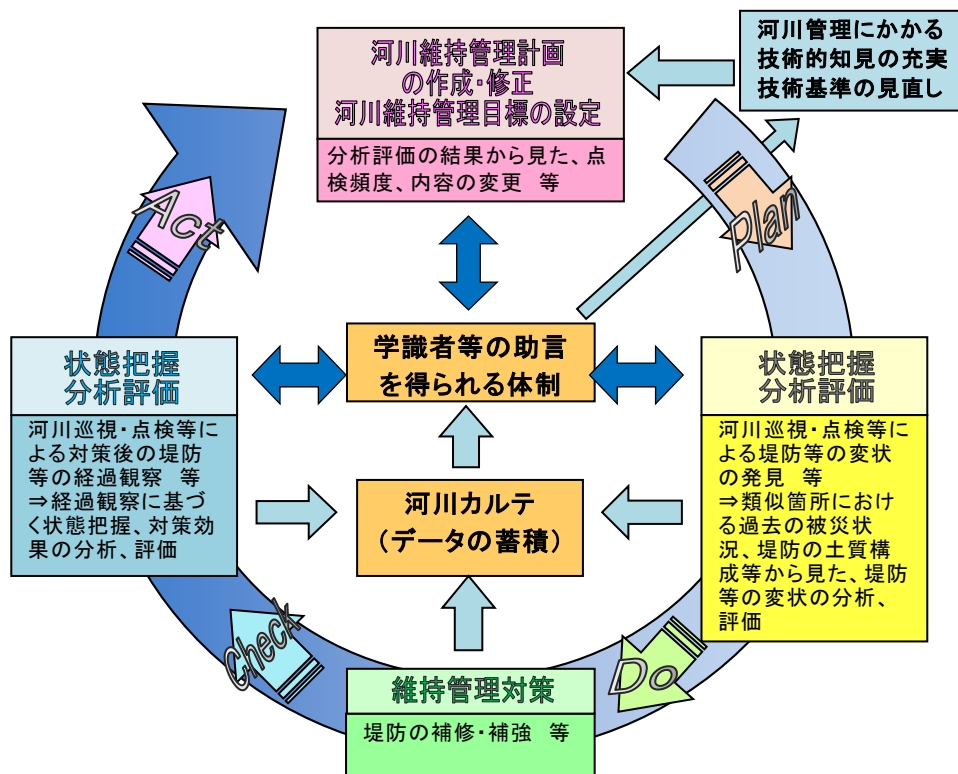 河川維持管理計画
の作成・修正
河川維持管理目標の設定
分析評価の結果から見た、点
検頻度、内容の変更　等
河川管理にかかる
技術的知見の充実
技術基準の見直し
Act
Plan
学識者等の助言
を得られる体制
状態把握
分析評価
河川巡視・点検等に
よる対策後の堤防
等の経過観察　等
⇒経過観察に基づ
く状態把握、対策効
果の分析、評価
状態把握
分析評価
河川巡視・点検等に
よる堤防等の変状
の発見　等
⇒類似箇所におけ
る過去の被災状
況、堤防の土質構
成等から見た、堤防
等の変状の分析、
評価
河川カルテ
（データの蓄積）
Check
Do
維持管理対策
堤防の補修・補強　等